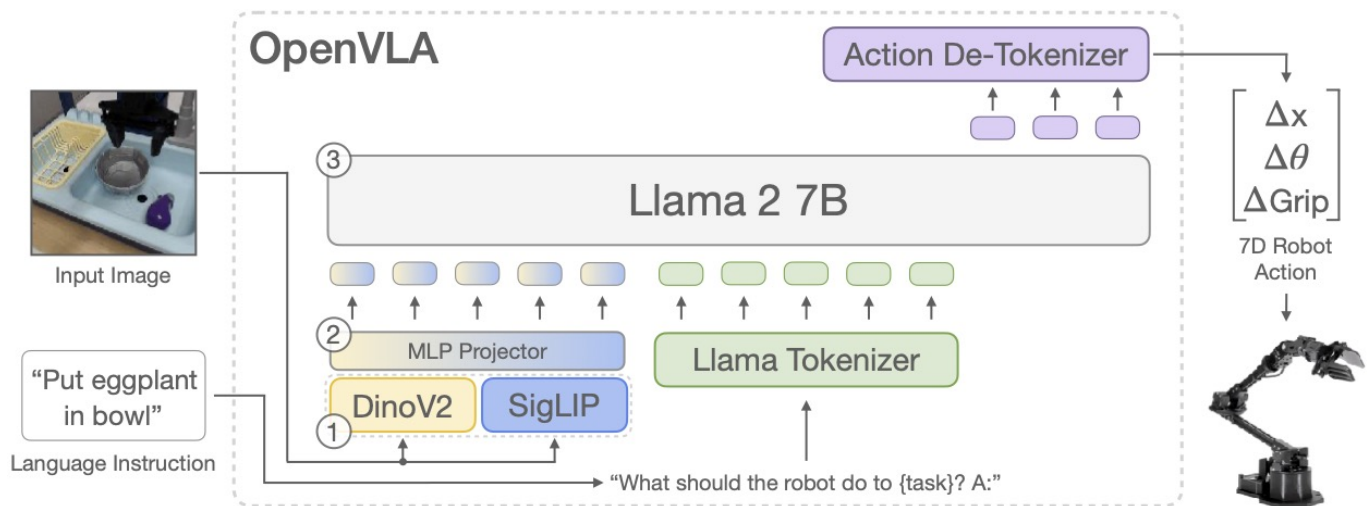 OpenVLA
Action De-Tokenizer
Δx
Δθ
ΔGrip
7D Robot
Action
3
Llama 2 7B
Input Image
2
MLP Projector
Llama Tokenizer
1
DinoV2
SigLIP
“Put eggplant
in bowl”
Language Instruction
“What should the robot do to {task}? A:”